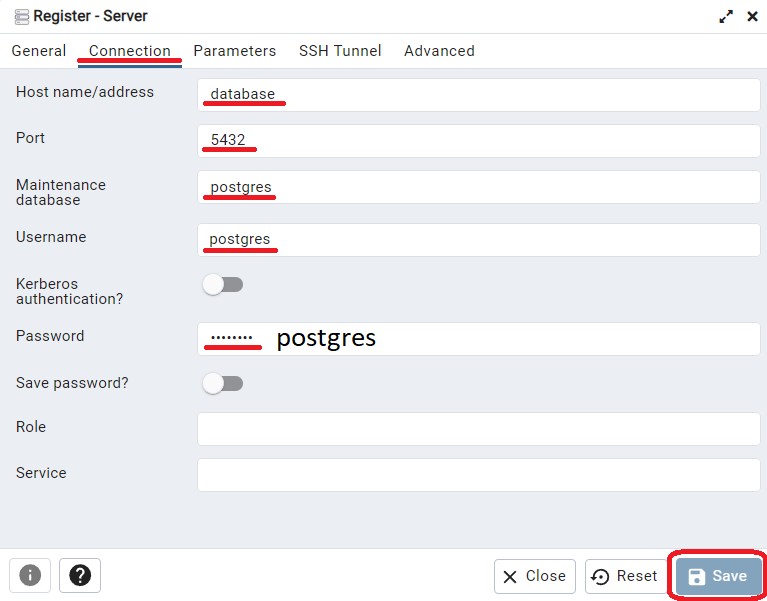 Register - Server
General Connection Parameters SSH Tunnel Advanced
Host name/address database
Port 5432
Maintenance
database postgres
Username postgres
Kerberos
authentication?
Password •••••••• postgres
Save password?
Role
Service
Close Reset Save